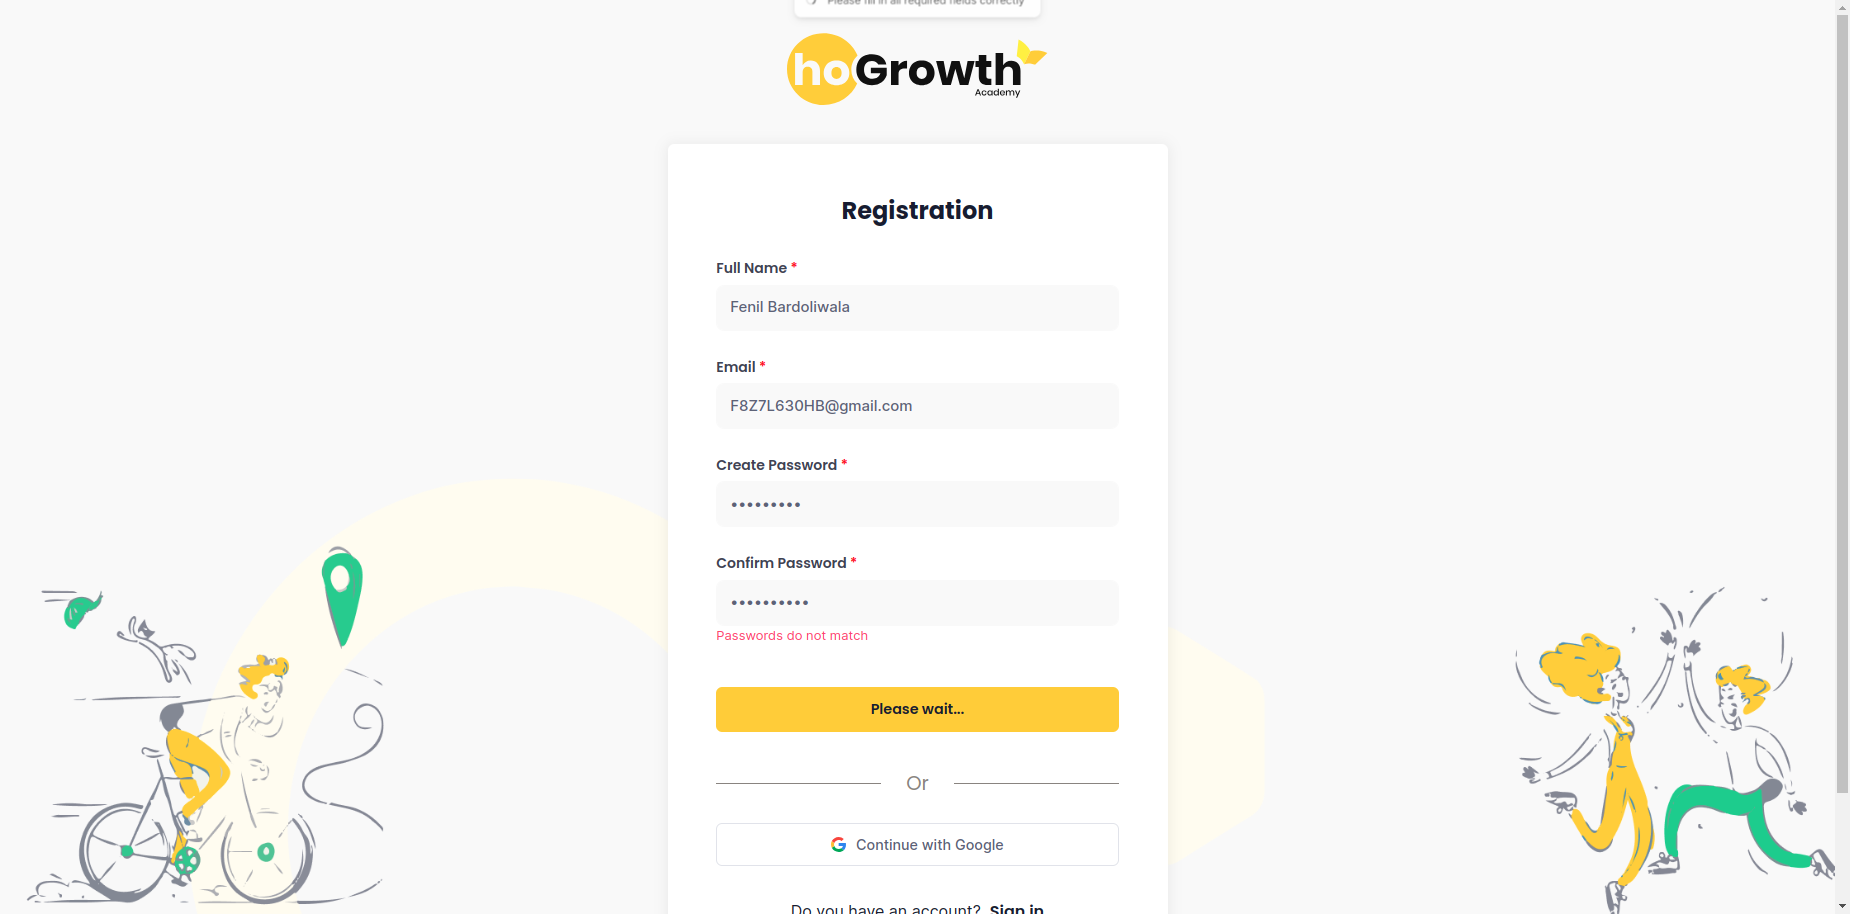 Please fill in all required fields correctly
hoGrowth
Academy
Registration
Full Name *
Fenil Bardoliwala
Email *
F8Z7L630HB@gmail.com
Create Password *
•••••••••
Confirm Password *
••••••••••
Passwords do not match
Please wait...
Or
Continue with Google
Do you have an account? Sign in